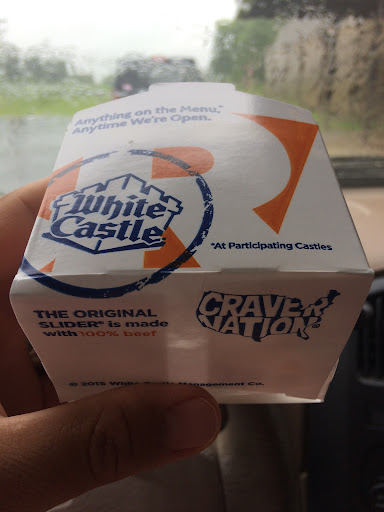 Anything on the Menu,*
Anytime We're Open.
White
Castle®
*At Participating Castles
THE ORIGINAL
SLIDER® is made
with 100% beef
CRAVER
NATION®
© 2015 White Castle Management Co.